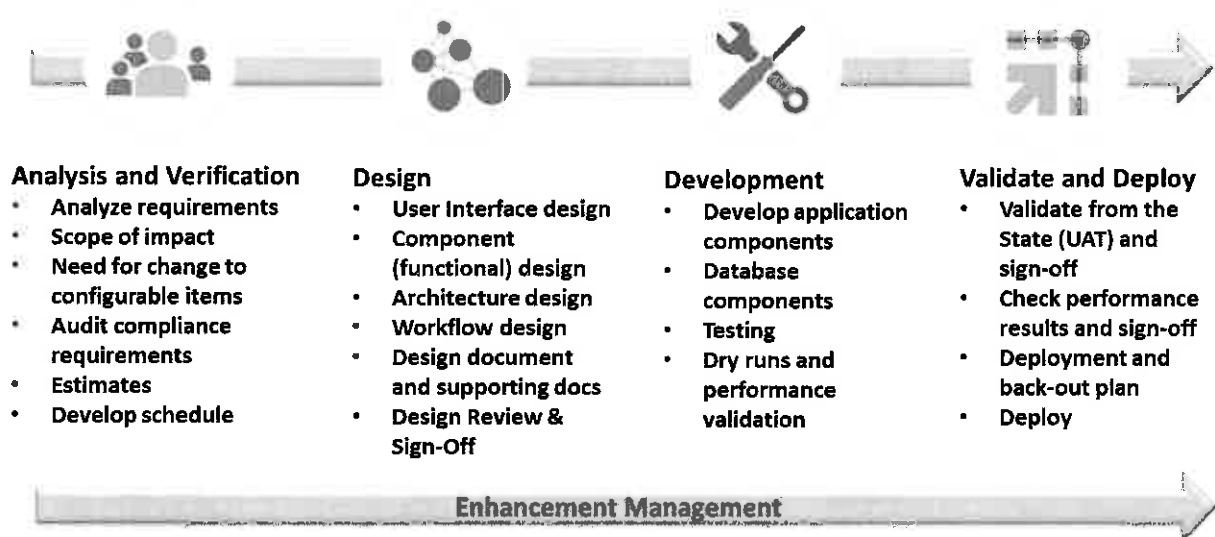 Analysis and Verification
• Analyze requirements
• Scope of impact
• Need for change to
configurable items
• Audit compliance
requirements
• Estimates
• Develop schedule
Design
• User Interface design
• Component
(functional) design
• Architecture design
• Workflow design
• Design document
and supporting docs
• Design Review &
Sign-Off
Development
• Develop application
components
• Database
components
• Testing
• Dry runs and
performance
validation
Validate and Deploy
• Validate from the
State (UAT) and
sign-off
• Check performance
results and sign-off
• Deployment and
back-out plan
• Deploy
Enhancement Management